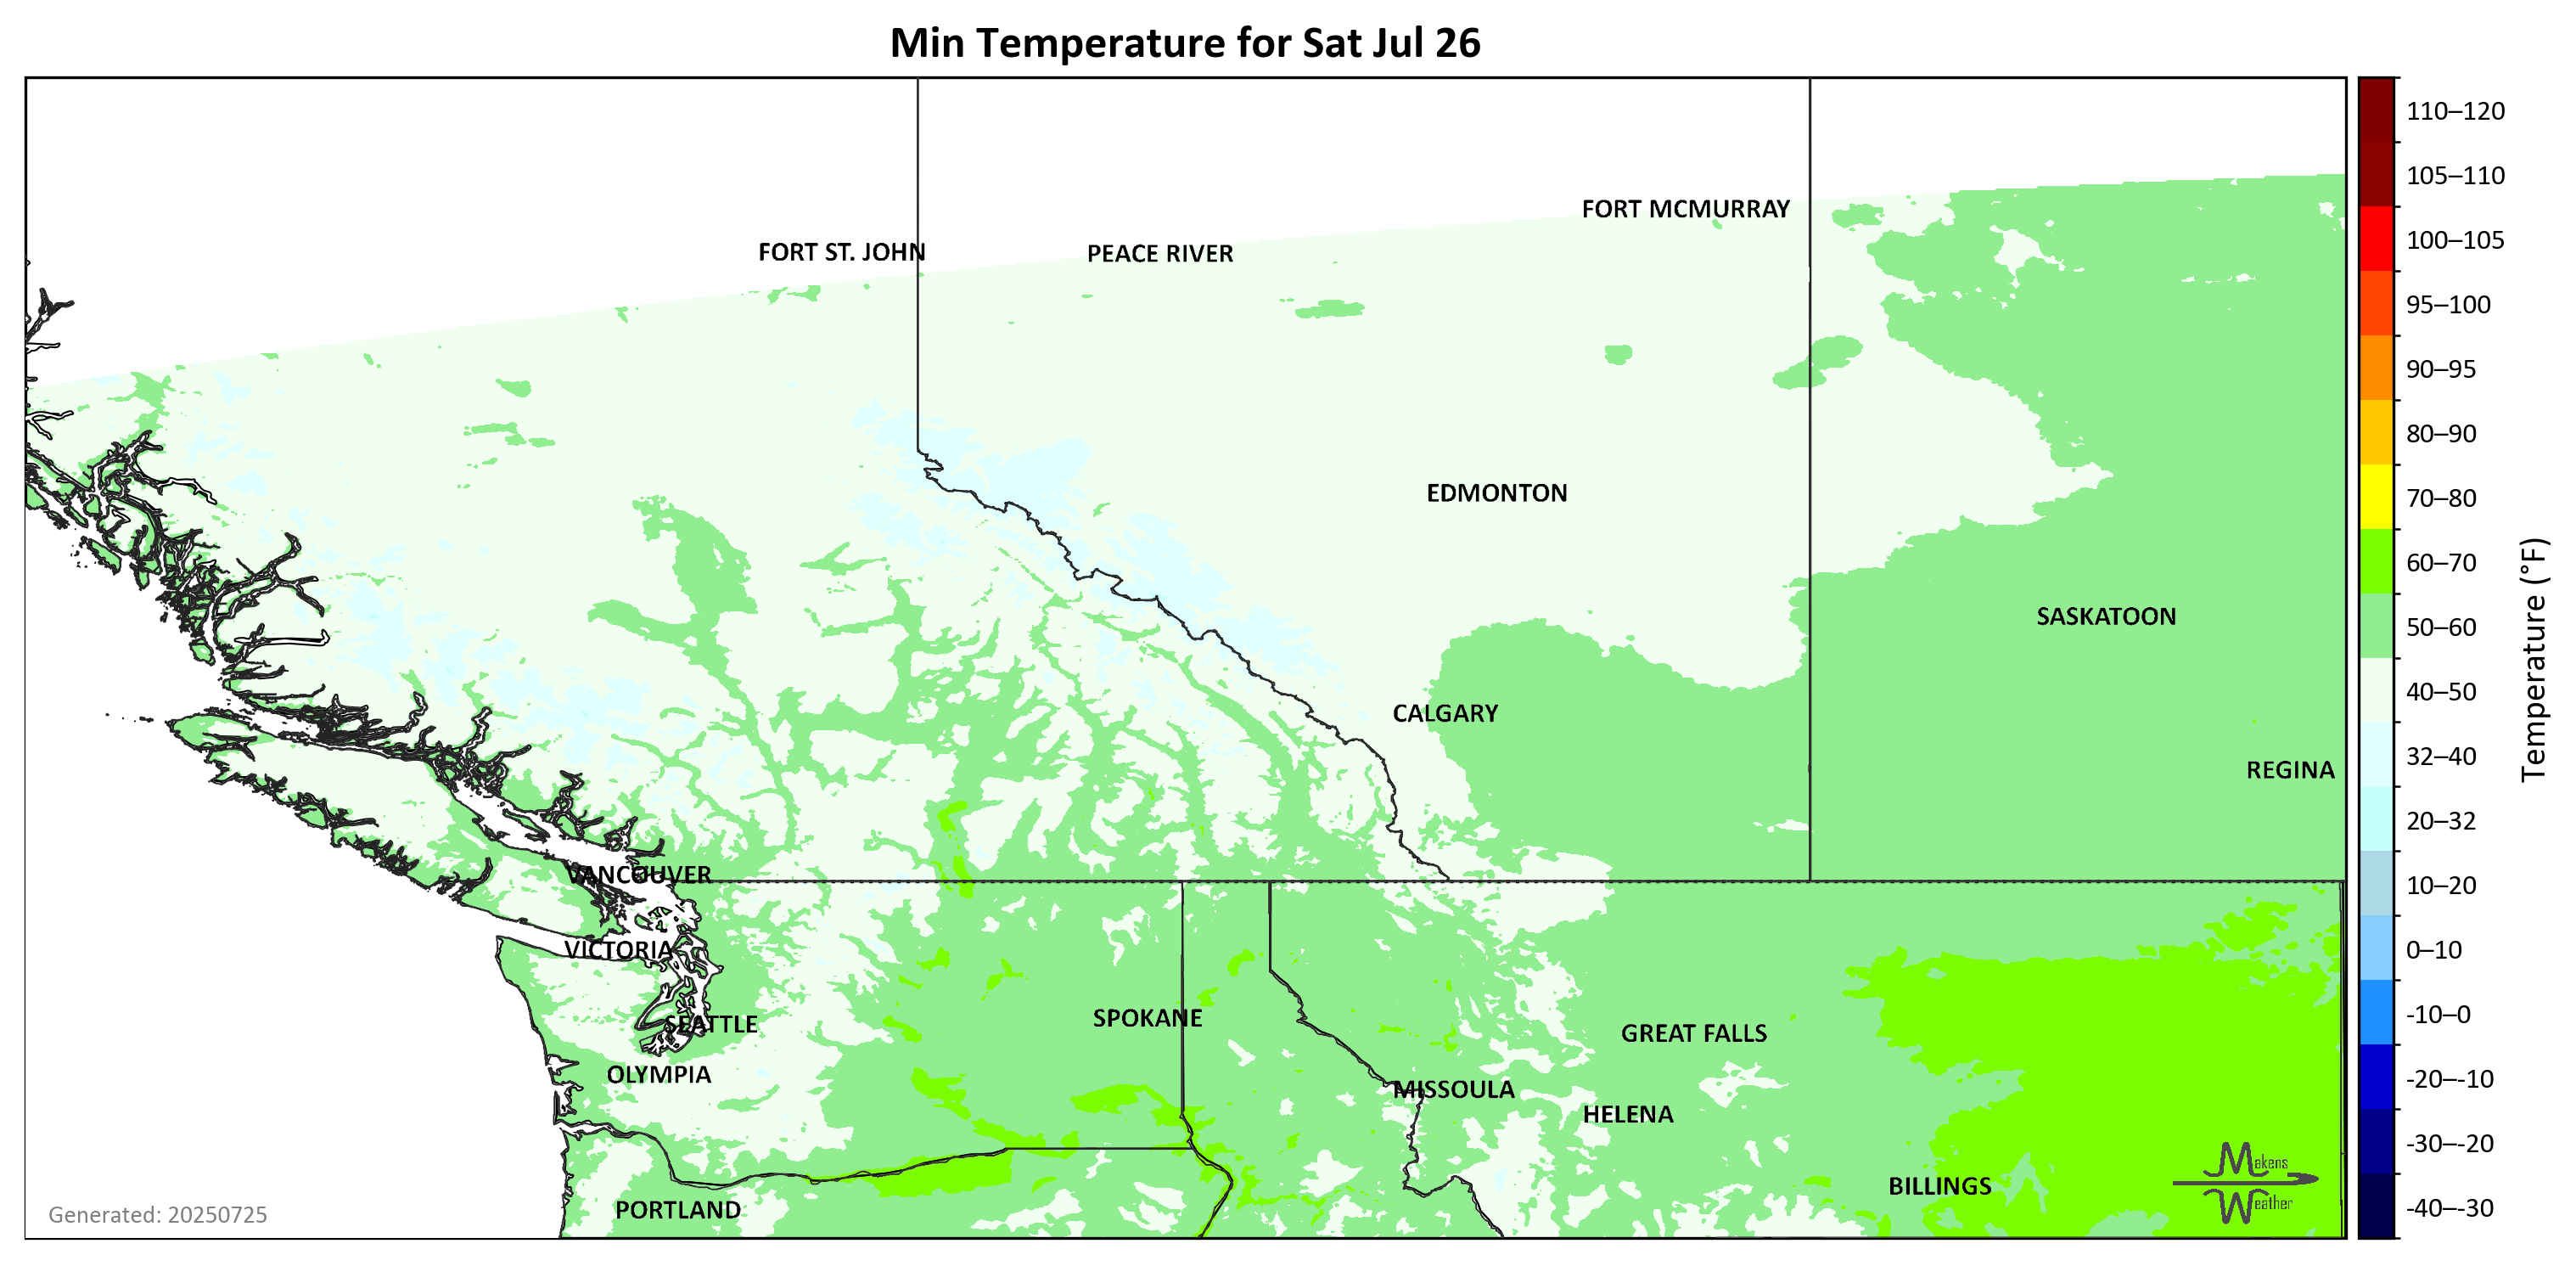 Min Temperature for Sat Jul 26
110–120
105–110
100–105
95–100
90–95
80–90
70–80
60–70
50–60
40–50
32–40
20–32
10–20
0–10
-10–0
-20–-10
-30–-20
-40–-30
Temperature (°F)
FORT MCMURRAY
FORT ST. JOHN
PEACE RIVER
EDMONTON
SASKATOON
CALGARY
REGINA
VANCOUVER
VICTORIA
SEATTLE
SPOKANE
GREAT FALLS
OLYMPIA
MISSOULA
HELENA
BILLINGS
PORTLAND
Makens
Weather
Generated: 20250725